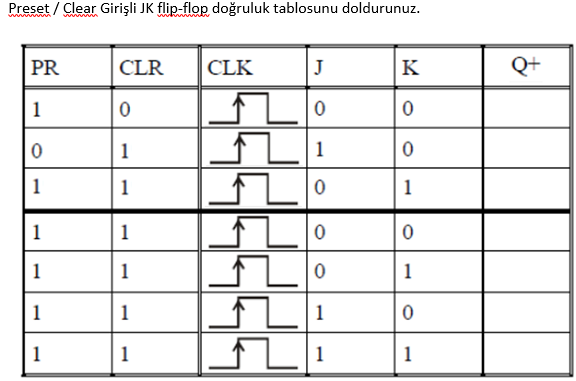 Preset / Clear Girişli JK flip-flop doğruluk tablosunu doldurunuz.
PR CLR CLK J K Q+
1 0 0 0
0 1 1 0
1 1 0 1
1 1 0 0
1 1 0 1
1 1 1 0
1 1 1 1